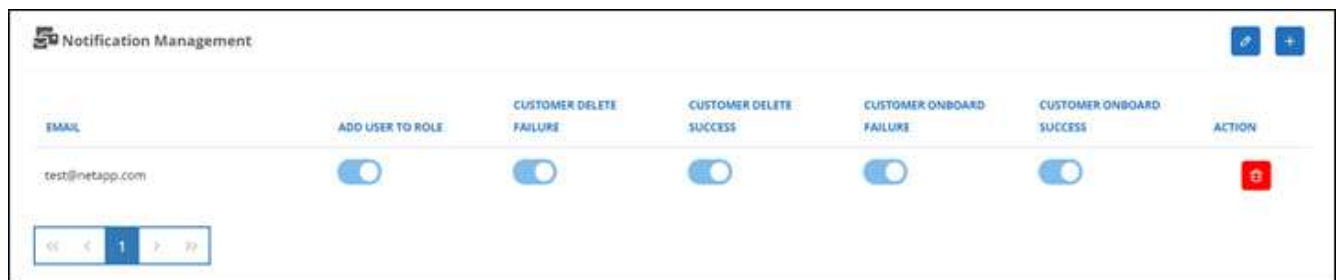 Notification Management
EMAIL
ADD USER TO ROLE
CUSTOMER DELETE
FAILURE
CUSTOMER DELETE
SUCCESS
CUSTOMER ONBOARD
FAILURE
CUSTOMER ONBOARD
SUCCESS
ACTION
test@netapp.com
<< < 1 > >>